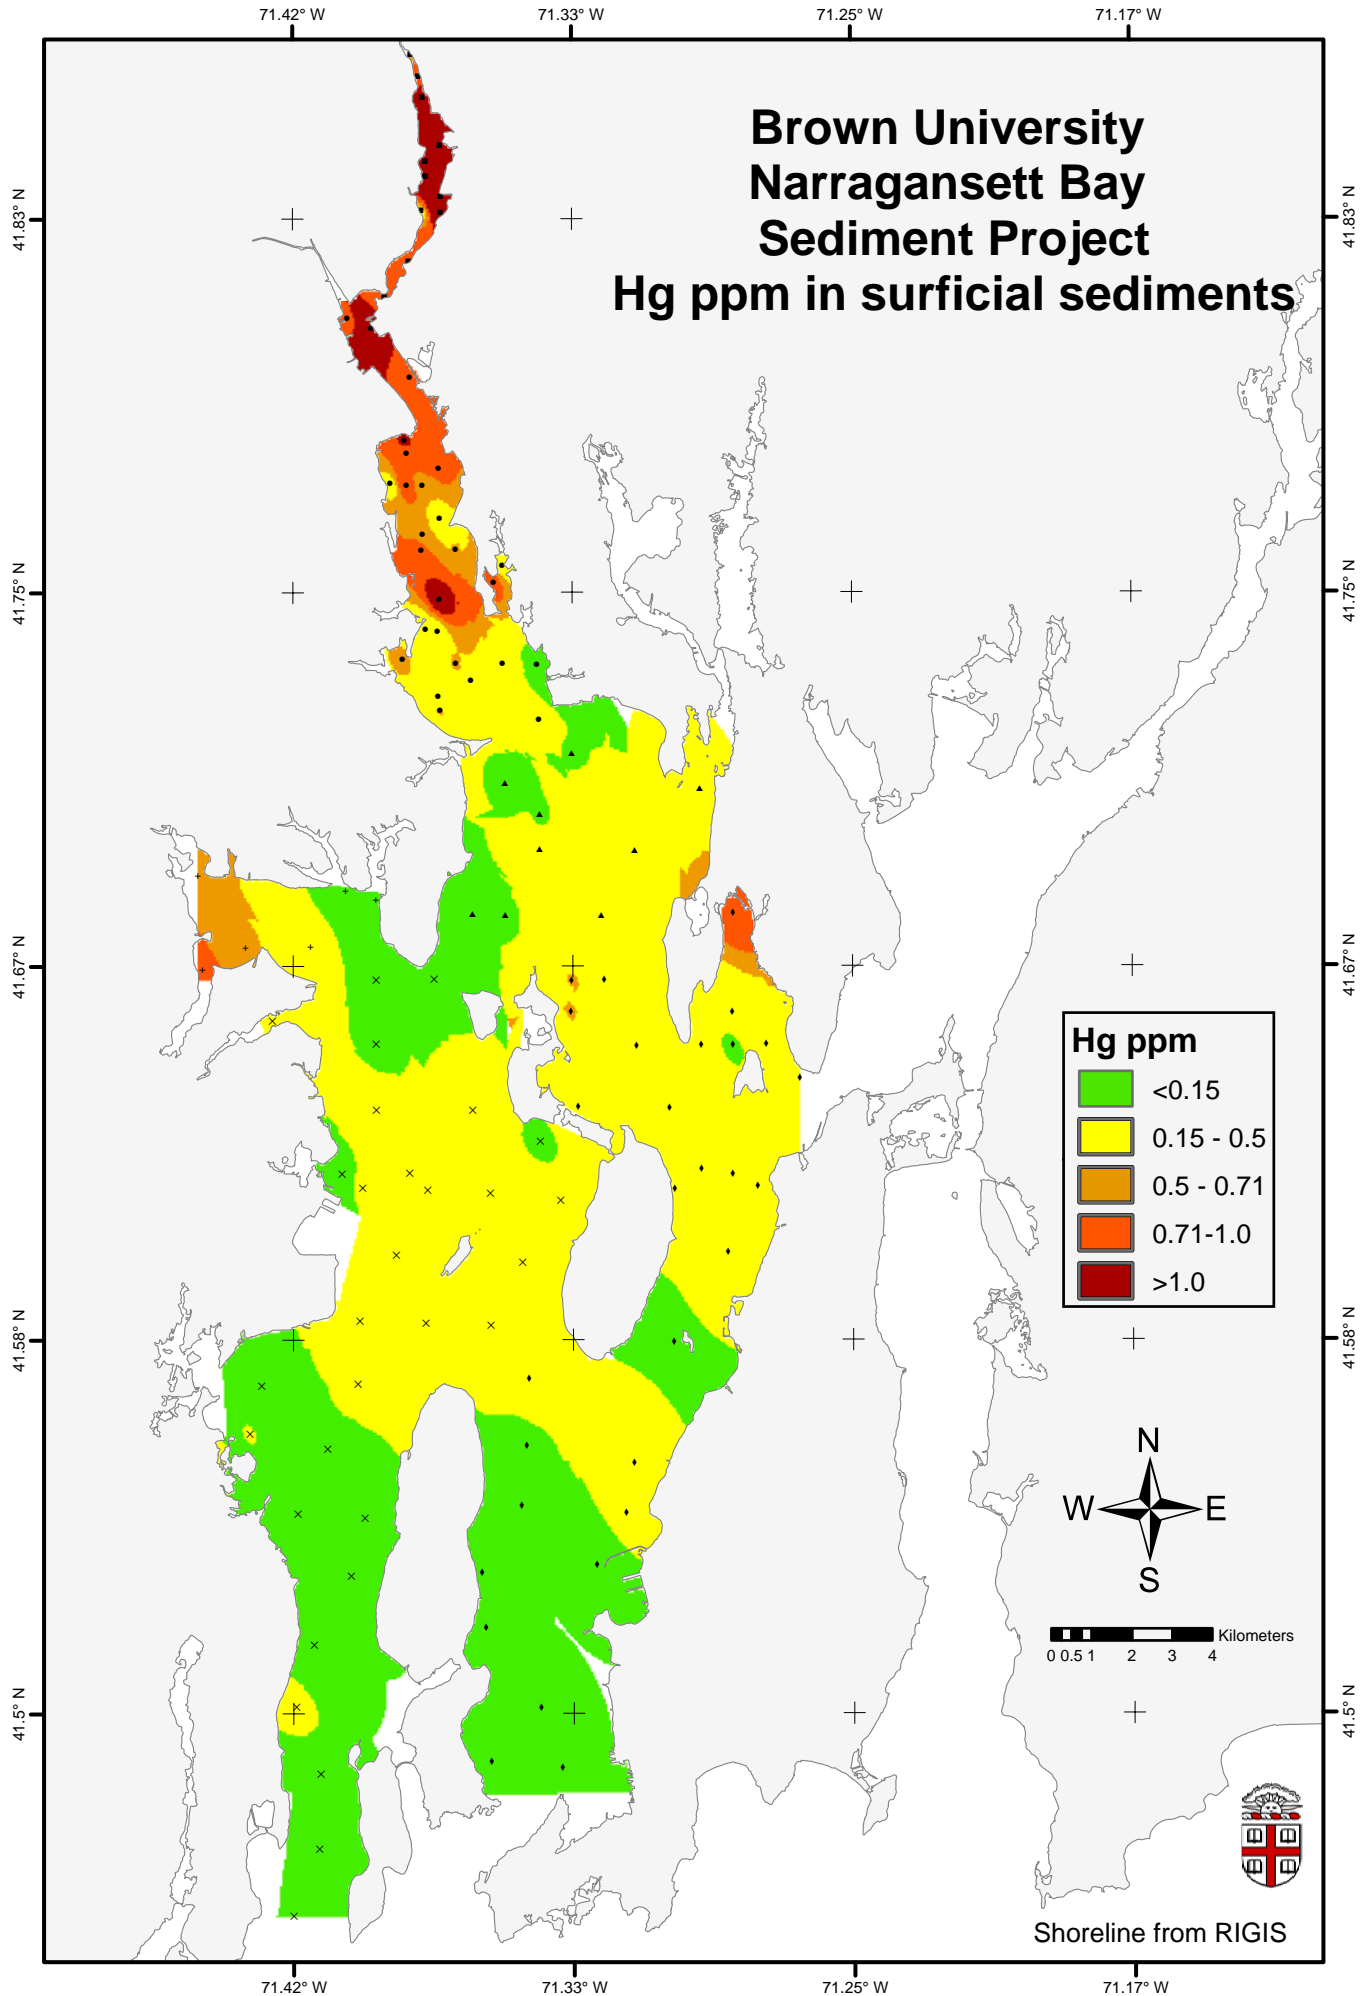 71.42° W 71.33° W 71.25° W 71.17° W
Brown University
Narragansett Bay
Sediment Project
Hg ppm in surficial sediments
41.83° N 41.83° N
41.75° N 41.75° N
41.67° N 41.67° N
Hg ppm
<0.15
0.15 - 0.5
0.5 - 0.71
0.71-1.0
>1.0
41.58° N 41.58° N
N
W E
S
Kilometers
0 0.5 1 2 3 4
41.5° N 41.5° N
Shoreline from RIGIS
71.42° W 71.33° W 71.25° W 71.17° W